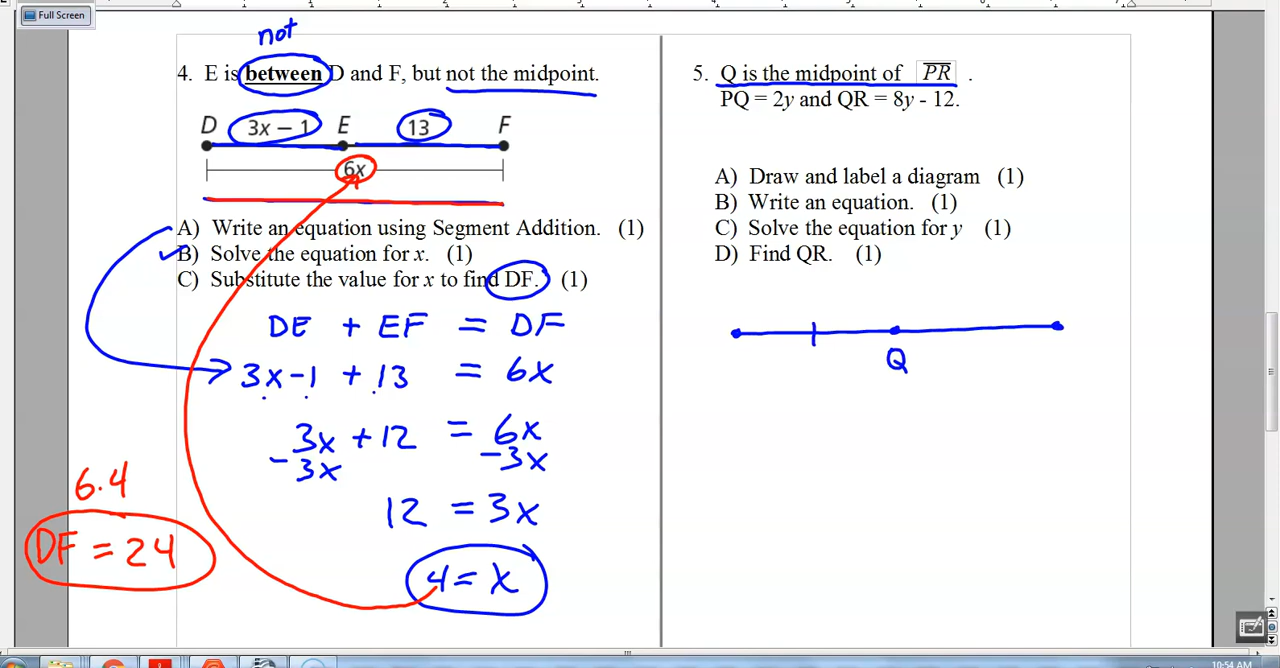 Full Screen
not
4. E is between D and F, but not the midpoint.
D 3x – 1 E 13 F
6x
A) Write an equation using Segment Addition. (1)
B) Solve the equation for x. (1)
C) Substitute the value for x to find DF. (1)
DE + EF = DF
3x-1 + 13 = 6x
3x +12 = 6x
-3x -3x
12 = 3x
4 = x
6.4
DF = 24
5. Q is the midpoint of PR .
PQ = 2y and QR = 8y - 12.
A) Draw and label a diagram (1)
B) Write an equation. (1)
C) Solve the equation for y (1)
D) Find QR. (1)
Q
10:54 AM